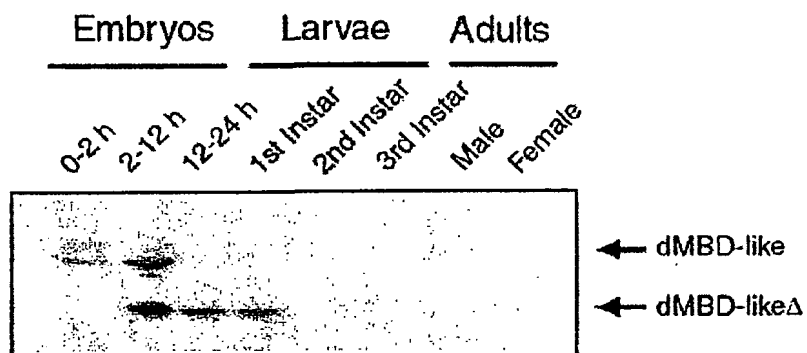 Embryos Larvae Adults
0-2 h 2-12 h 12-24 h 1st Instar 2nd Instar 3rd Instar Male Female
dMBD-like
dMBD-likeΔ